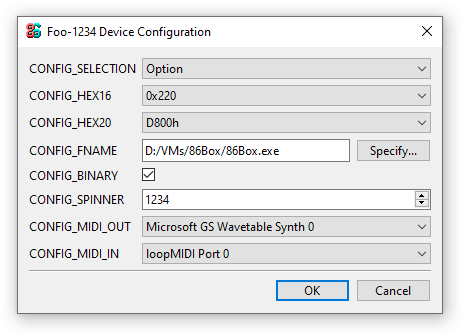 Foo-1234 Device Configuration
CONFIG_SELECTION Option
CONFIG_HEX16 0x220
CONFIG_HEX20 D800h
CONFIG_FNAME D:/VMs/86Box/86Box.exe Specify...
CONFIG_BINARY
CONFIG_SPINNER 1234
CONFIG_MIDI_OUT Microsoft GS Wavetable Synth 0
CONFIG_MIDI_IN loopMIDI Port 0
OK Cancel